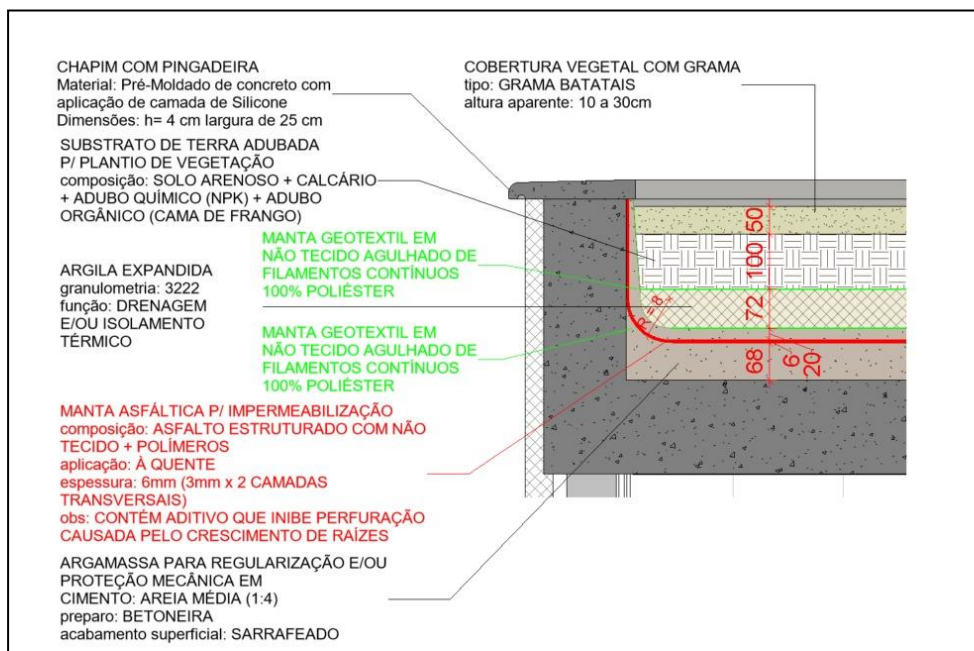 CHAPIM COM PINGADEIRA
Material: Pré-Moldado de concreto com
aplicação de camada de Silicone
Dimensões: h= 4 cm largura de 25 cm
COBERTURA VEGETAL COM GRAMA
tipo: GRAMA BATATAIS
altura aparente: 10 a 30cm
SUBSTRATO DE TERRA ADUBADA
P/ PLANTIO DE VEGETAÇÃO
composição: SOLO ARENOSO + CALCÁRIO
+ ADUBO QUÍMICO (NPK) + ADUBO
ORGÂNICO (CAMA DE FRANGO)
MANTA GEOTEXTIL EM
NÃO TECIDO AGULHADO DE
FILAMENTOS CONTÍNUOS
100% POLIÉSTER
ARGILA EXPANDIDA
granulometria: 3222
função: DRENAGEM
E/OU ISOLAMENTO
TÉRMICO
MANTA GEOTEXTIL EM
NÃO TECIDO AGULHADO DE
FILAMENTOS CONTÍNUOS
100% POLIÉSTER
MANTA ASFÁLTICA P/ IMPERMEABILIZAÇÃO
composição: ASFALTO ESTRUTURADO COM NÃO
TECIDO + POLÍMEROS
aplicação: À QUENTE
espessura: 6mm (3mm x 2 CAMADAS
TRANSVERSAIS)
obs: CONTÉM ADITIVO QUE INIBE PERFURAÇÃO
CAUSADA PELO CRESCIMENTO DE RAÍZES
ARGAMASSA PARA REGULARIZAÇÃO E/OU
PROTEÇÃO MECÂNICA EM
CIMENTO: AREIA MÉDIA (1:4)
preparo: BETONEIRA
acabamento superficial: SARRAFEADO
50
100
72
R = 8
68
6
20